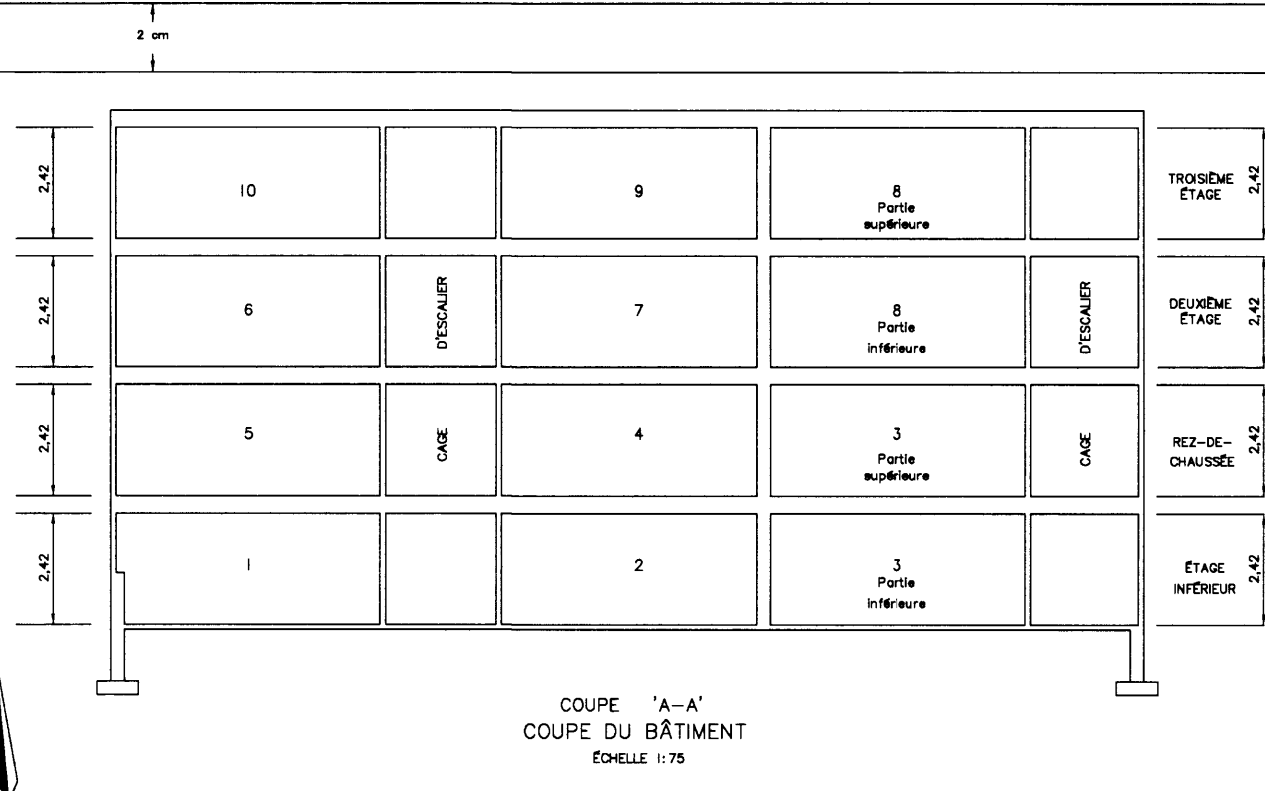 2 cm
2,42
10
9
8
Partie
supérieure
TROISIÈME
ÉTAGE
2,42
2,42
6
D'ESCALIER
7
8
Partie
inférieure
D'ESCALIER
DEUXIÈME
ÉTAGE
2,42
2,42
5
CAGE
4
3
Partie
supérieure
CAGE
REZ-DE-
CHAUSSÉE
2,42
2,42
1
2
3
Partie
inférieure
ÉTAGE
INFÉRIEUR
2,42
COUPE 'A-A'
COUPE DU BÂTIMENT
ÉCHELLE 1:75